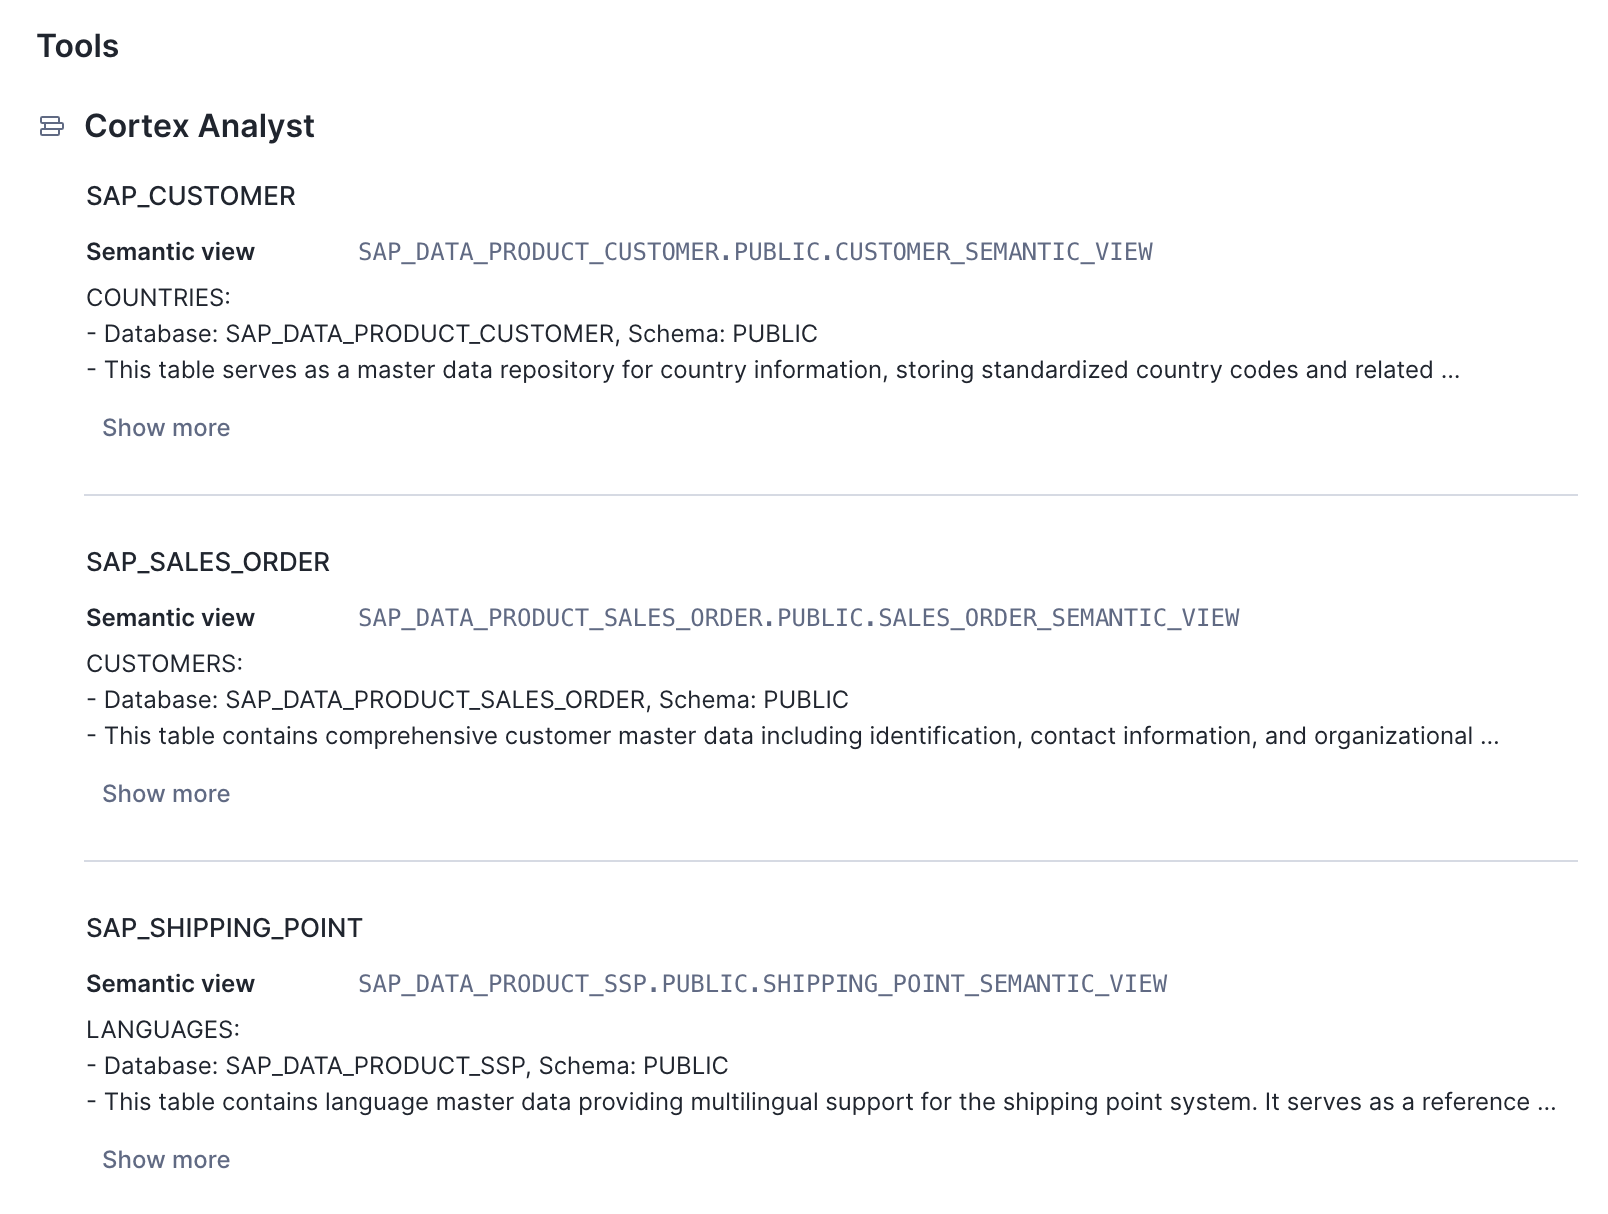 Tools
Cortex Analyst
SAP_CUSTOMER
Semantic view SAP_DATA_PRODUCT_CUSTOMER.PUBLIC.CUSTOMER_SEMANTIC_VIEW
COUNTRIES:
- Database: SAP_DATA_PRODUCT_CUSTOMER, Schema: PUBLIC
- This table serves as a master data repository for country information, storing standardized country codes and related ...
Show more
SAP_SALES_ORDER
Semantic view SAP_DATA_PRODUCT_SALES_ORDER.PUBLIC.SALES_ORDER_SEMANTIC_VIEW
CUSTOMERS:
- Database: SAP_DATA_PRODUCT_SALES_ORDER, Schema: PUBLIC
- This table contains comprehensive customer master data including identification, contact information, and organizational ...
Show more
SAP_SHIPPING_POINT
Semantic view SAP_DATA_PRODUCT_SSP.PUBLIC.SHIPPING_POINT_SEMANTIC_VIEW
LANGUAGES:
- Database: SAP_DATA_PRODUCT_SSP, Schema: PUBLIC
- This table contains language master data providing multilingual support for the shipping point system. It serves as a reference ...
Show more